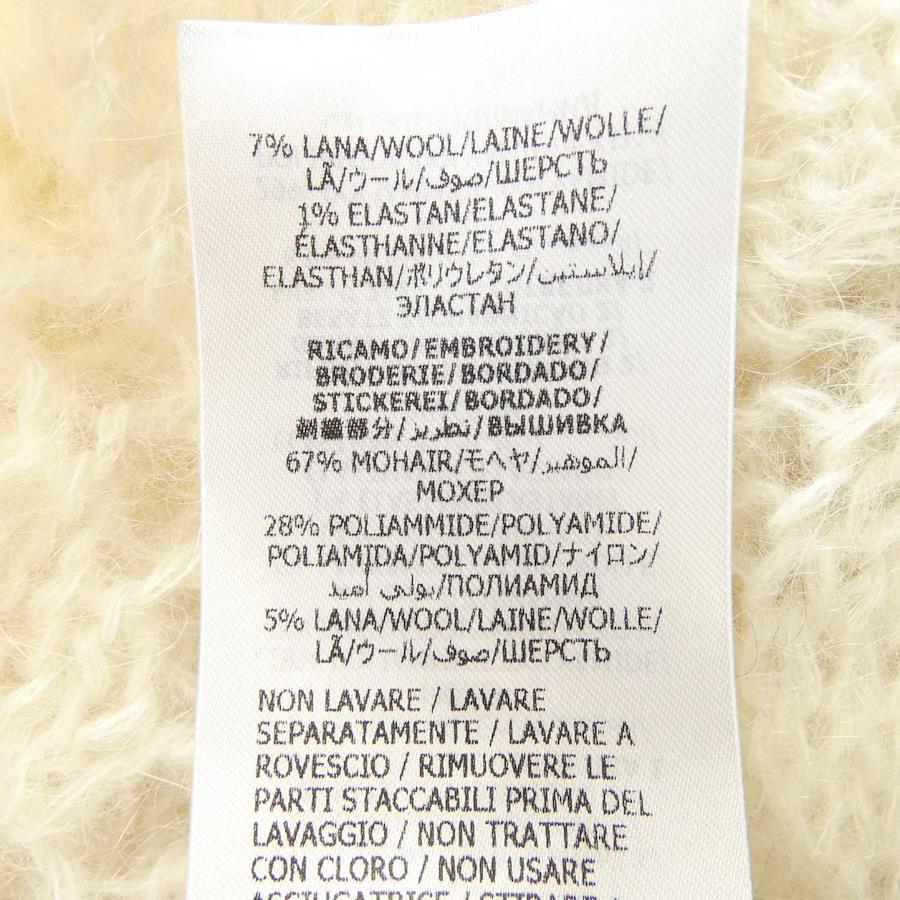 7% LANA/WOOL/LAINE/WOLLE/
LÃ/ウール/صوف/ШЕРСТЬ
1% ELASTAN/ELASTANE/
ÉLASTHANNE/ELASTANO/
ELASTHAN/ポリウレタン/إيلاستين/
ЭЛАСТАН
RICAMO/EMBROIDERY/
BRODERIE/BORDADO/
STICKEREI/BORDADO/
刺繍部分/تطريز/ВЫШИВКА
67% MOHAIR/モヘヤ/الموهير/
МОХЕР
28% POLIAMMIDE/POLYAMIDE/
POLIAMIDA/POLYAMID/ナイロン/
بولي أميد/ПОЛИАМИД
5% LANA/WOOL/LAINE/WOLLE/
LÃ/ウール/صوف/ШЕРСТЬ
NON LAVARE / LAVARE
SEPARATAMENTE / LAVARE A
ROVESCIO / RIMUOVERE LE
PARTI STACCABILI PRIMA DEL
LAVAGGIO / NON TRATTARE
CON CLORO / NON USARE